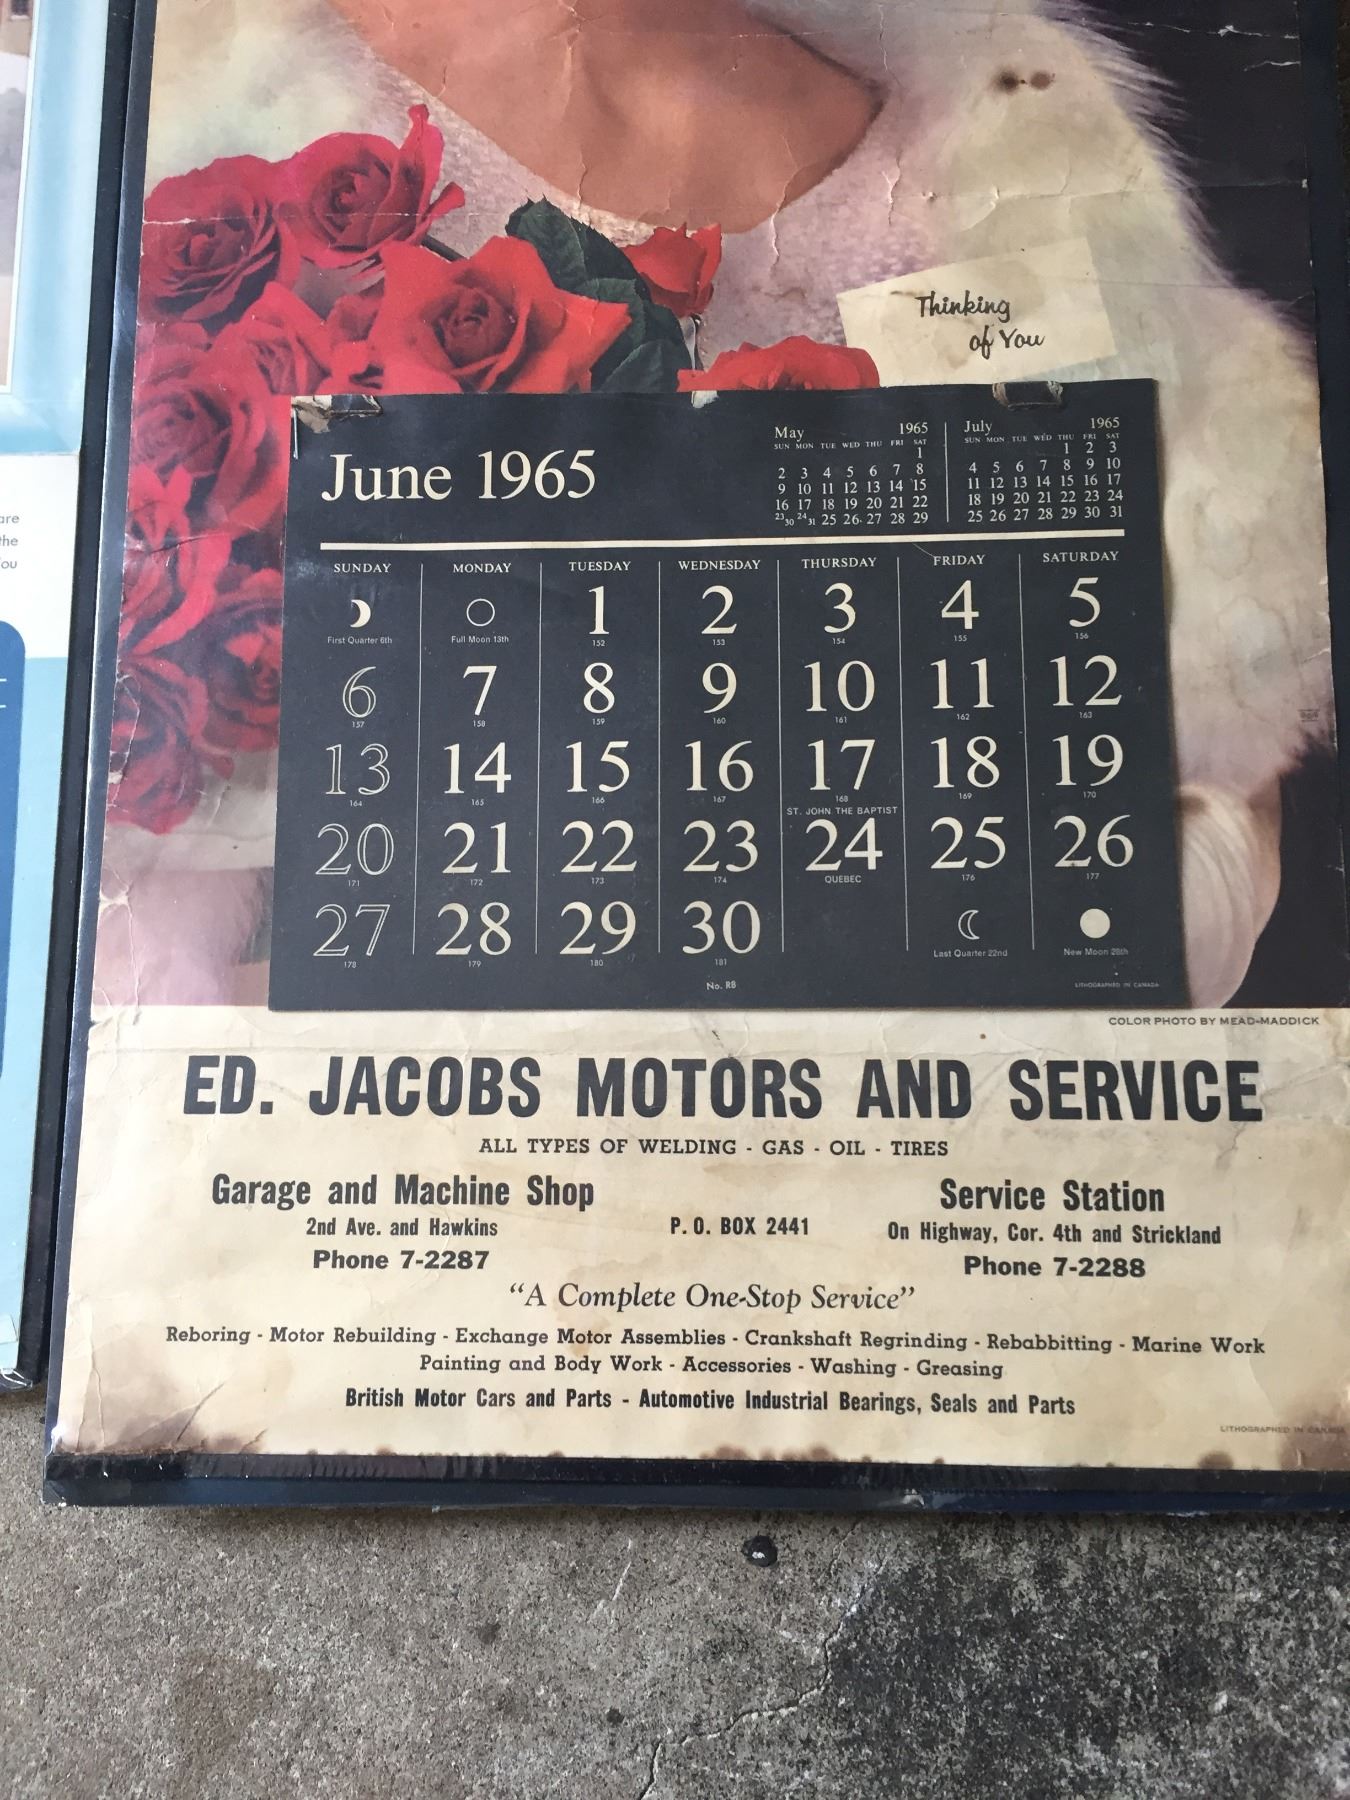 are
the
ou
Thinking
of You
June 1965
May 1965
SUN MON TUE WED THU FRI SAT
1
2 3 4 5 6 7 8
9 10 11 12 13 14 15
16 17 18 19 20 21 22
23/30 24/31 25 26 27 28 29
July 1965
SUN MON TUE WED THU FRI SAT
1 2 3
4 5 6 7 8 9 10
11 12 13 14 15 16 17
18 19 20 21 22 23 24
25 26 27 28 29 30 31
SUNDAY MONDAY TUESDAY WEDNESDAY THURSDAY FRIDAY SATURDAY
1 2 3 4 5
First Quarter 6th Full Moon 13th 152 153 154 155 156
6 7 8 9 10 11 12
157 158 159 160 161 162 163
13 14 15 16 17 18 19
164 165 166 167 168 169 170
ST. JOHN THE BAPTIST
20 21 22 23 24 25 26
171 172 173 174 QUEBEC 176 177
27 28 29 30
178 179 180 181 Last Quarter 22nd New Moon 28th
No. R8
LITHOGRAPHED IN CANADA
COLOR PHOTO BY MEAD-MADDICK
ED. JACOBS MOTORS AND SERVICE
ALL TYPES OF WELDING - GAS - OIL - TIRES
Garage and Machine Shop
2nd Ave. and Hawkins
Phone 7-2287
P. O. BOX 2441
Service Station
On Highway, Cor. 4th and Strickland
Phone 7-2288
“A Complete One-Stop Service”
Reboring - Motor Rebuilding - Exchange Motor Assemblies - Crankshaft Regrinding - Rebabbitting - Marine Work
Painting and Body Work - Accessories - Washing - Greasing
British Motor Cars and Parts - Automotive Industrial Bearings, Seals and Parts
LITHOGRAPHED IN CANADA